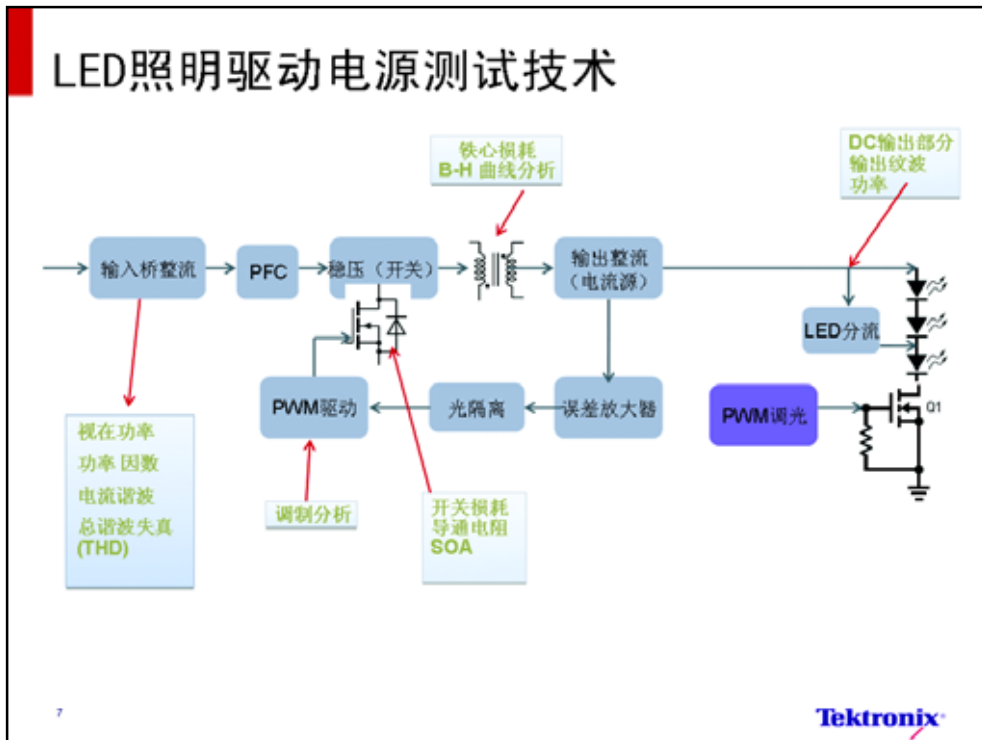 LED照明驱动电源测试技术
铁心损耗
B-H 曲线分析
DC输出部分
输出纹波
功率
输入桥整流
PFC
稳压（开关）
输出整流
（电流源）
LED分流
PWM驱动
光隔离
误差放大器
PWM调光
Q1
视在功率
功率 因数
电流谐波
总谐波失真
(THD)
调制分析
开关损耗
导通电阻
SOA
7
Tektronix